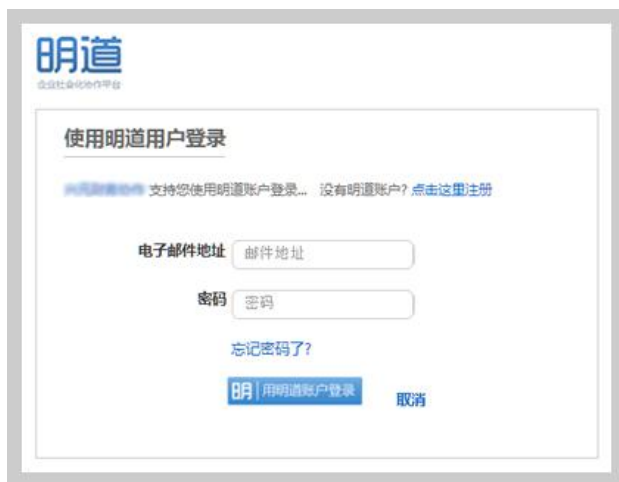 明道
企业社会化协作平台
使用明道用户登录
支持您使用明道账户登录... 没有明道账户? 点击这里注册
电子邮件地址 邮件地址
密码 密码
忘记密码了?
明 用明道账户登录 取消